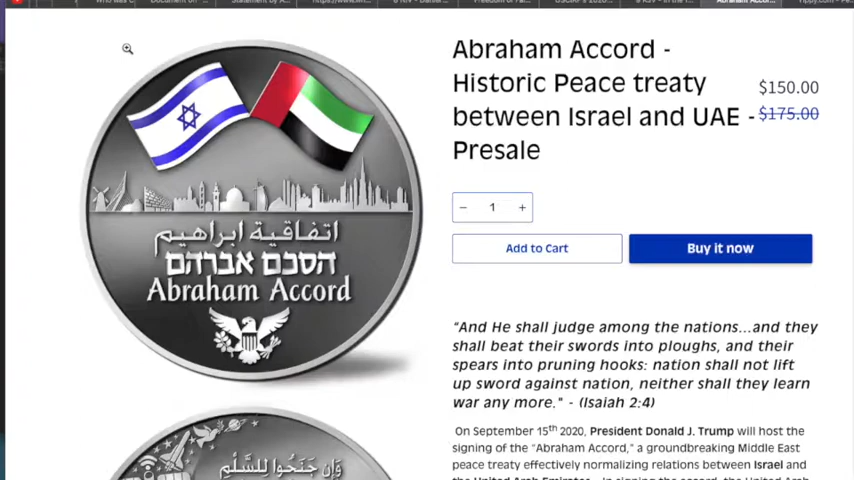 Abraham Accord -
Historic Peace treaty
between Israel and UAE -
Presale
$150.00
$175.00
− 1 +
Add to Cart
Buy it now
اتفاقية ابراهيم
הסכם אברהם
Abraham Accord
"And He shall judge among the nations...and they
shall beat their swords into ploughs, and their
spears into pruning hooks: nation shall not lift
up sword against nation, neither shall they learn
war any more." - (Isaiah 2:4)
On September 15th 2020, President Donald J. Trump will host the
signing of the "Abraham Accord," a groundbreaking Middle East
peace treaty effectively normalizing relations between Israel and
وَإِن جَنَحُوا لِلسَّلْمِ